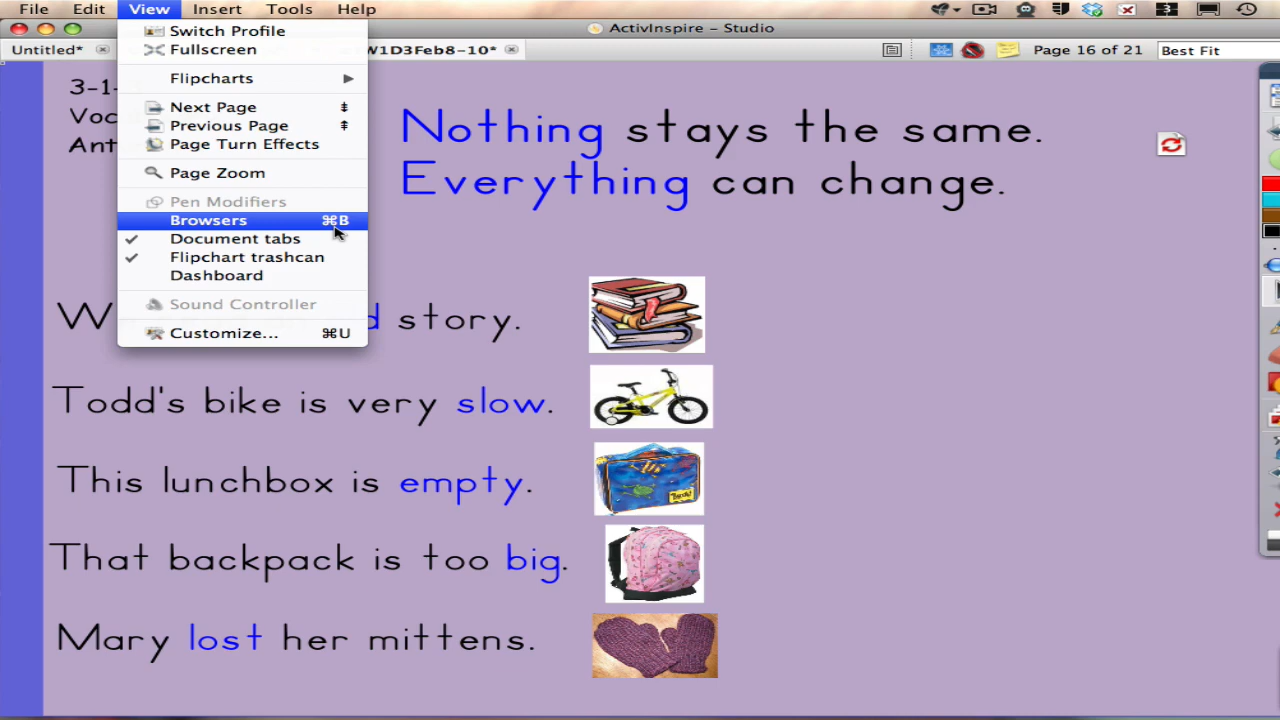 File Edit View Insert Tools Help
ActivInspire - Studio
Untitled* W1D3Feb8-10* Page 16 of 21 Best Fit
Switch Profile
Fullscreen
Flipcharts
Next Page
Previous Page
Page Turn Effects
Page Zoom
Pen Modifiers
Browsers ⌘B
Document tabs
Flipchart trashcan
Dashboard
Sound Controller
Customize... ⌘U
3-1-
Voc
Ant
Nothing stays the same.
Everything can change.
W d story.
Todd's bike is very slow.
This lunchbox is empty.
That backpack is too big.
Mary lost her mittens.